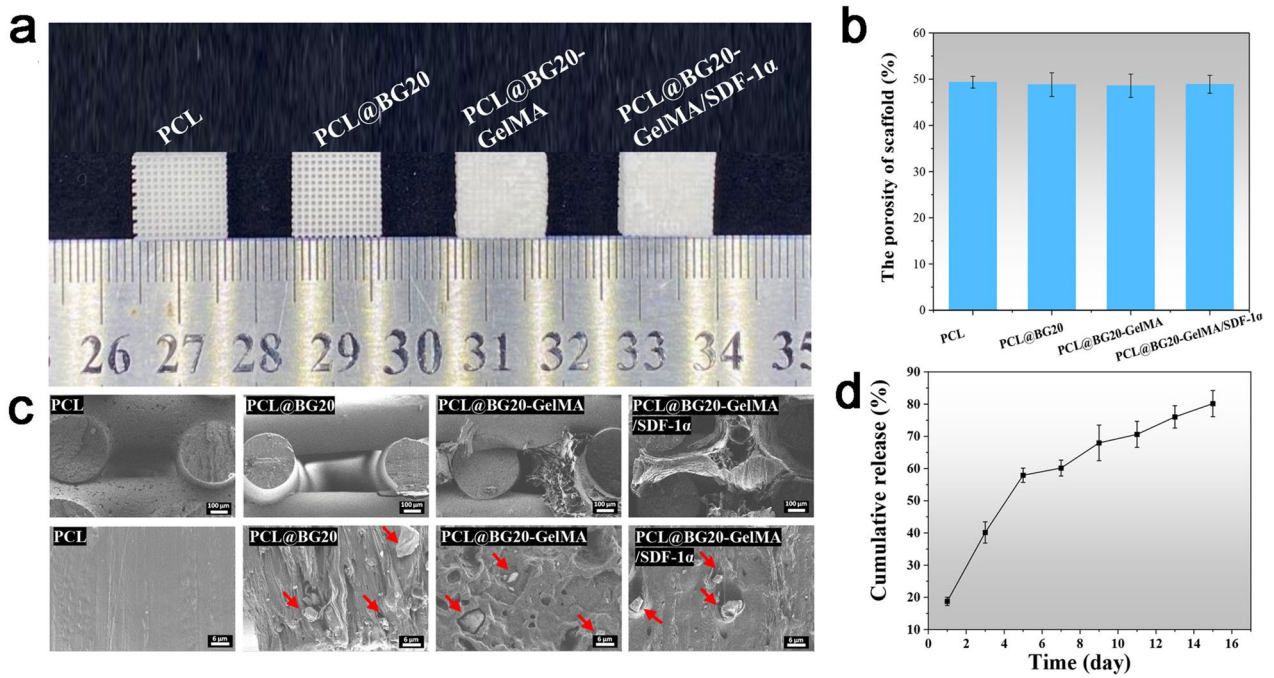 a
PCL
PCL@BG20
PCL@BG20-
GelMA
PCL@BG20-
GelMA/SDF-1α
26 27 28 29 30 31 32 33 34 35
b
The porosity of scaffold (%)
60
50
40
30
20
10
0
PCL
PCL@BG20
PCL@BG20-GelMA
PCL@BG20-GelMA/SDF-1α
c
PCL
100 μm
PCL@BG20
100 μm
PCL@BG20-GelMA
100 μm
PCL@BG20-GelMA
/SDF-1α
100 μm
PCL
6 μm
PCL@BG20
6 μm
PCL@BG20-GelMA
6 μm
PCL@BG20-GelMA
/SDF-1α
6 μm
d
Cumulative release (%)
90
80
70
60
50
40
30
20
10
0 2 4 6 8 10 12 14 16
Time (day)